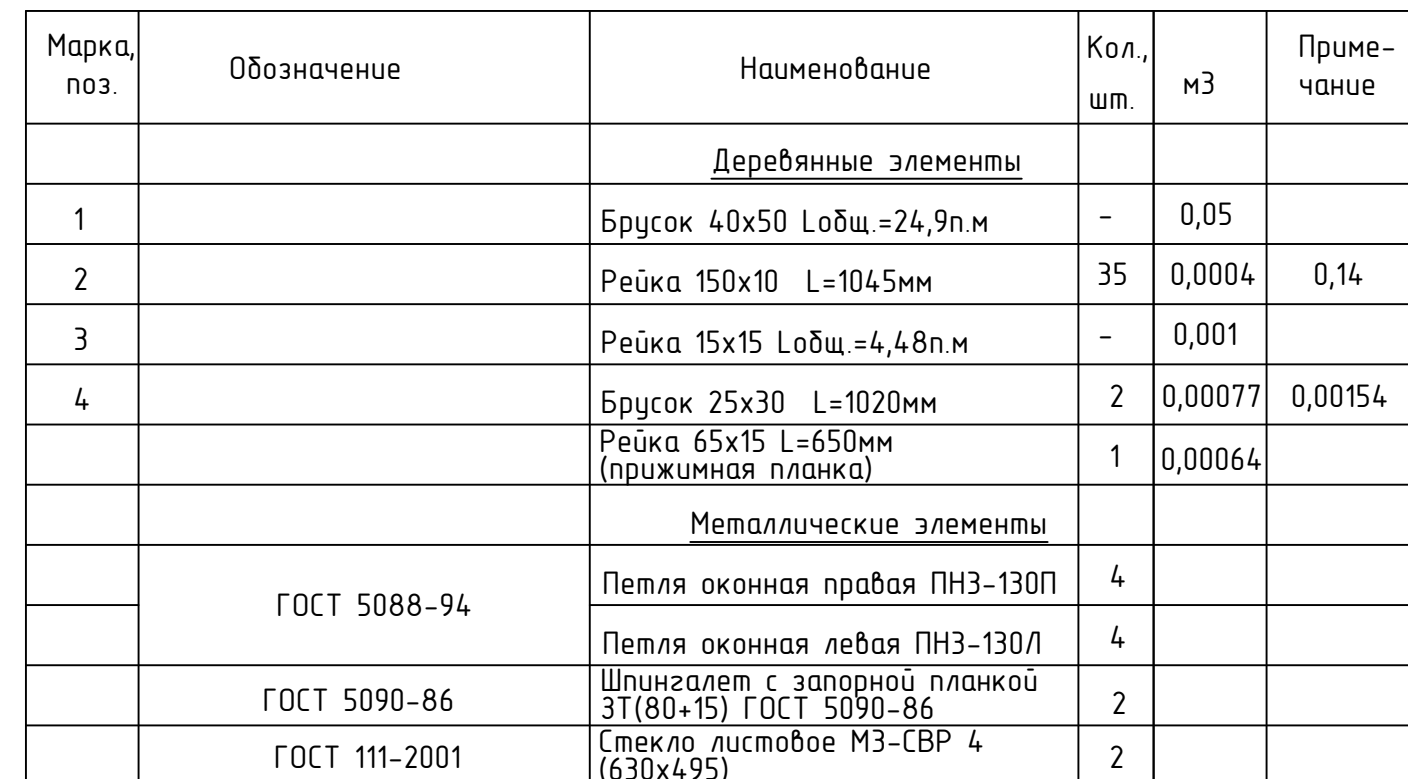 Марка, поз. Обозначение Наименование Кол., шт. м3 Приме-чание
Деревянные элементы
1 Брусок 40х50 Lобщ.=24,9п.м - 0,05
2 Рейка 150х10 L=1045мм 35 0,0004 0,14
3 Рейка 15х15 Lобщ.=4,48п.м - 0,001
4 Брусок 25х30 L=1020мм 2 0,00077 0,00154
Рейка 65х15 L=650мм
(прижимная планка) 1 0,00064
Металлические элементы
ГОСТ 5088-94 Петля оконная правая ПН3-130П 4
Петля оконная левая ПН3-130Л 4
ГОСТ 5090-86 Шпингалет с запорной планкой
3Т(80+15) ГОСТ 5090-86 2
ГОСТ 111-2001 Стекло листовое М3-СВР 4
(630х495) 2